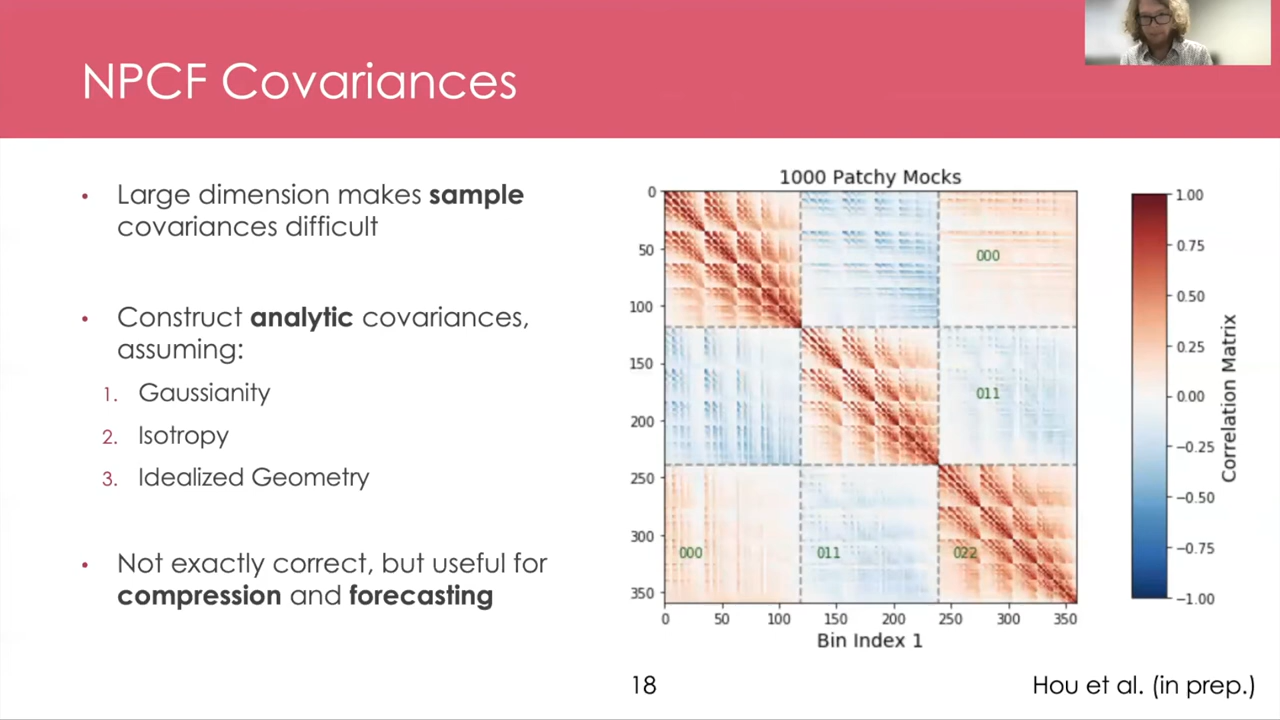 NPCF Covariances
• Large dimension makes sample
covariances difficult
• Construct analytic covariances,
assuming:
1. Gaussianity
2. Isotropy
3. Idealized Geometry
• Not exactly correct, but useful for
compression and forecasting
1000 Patchy Mocks
0
50
100
150
200
250
300
350
000
011
000
011
022
0
50
100
150
200
250
300
350
Bin Index 1
1.00
0.75
0.50
0.25
0.00
−0.25
−0.50
−0.75
−1.00
Correlation Matrix
18
Hou et al. (in prep.)